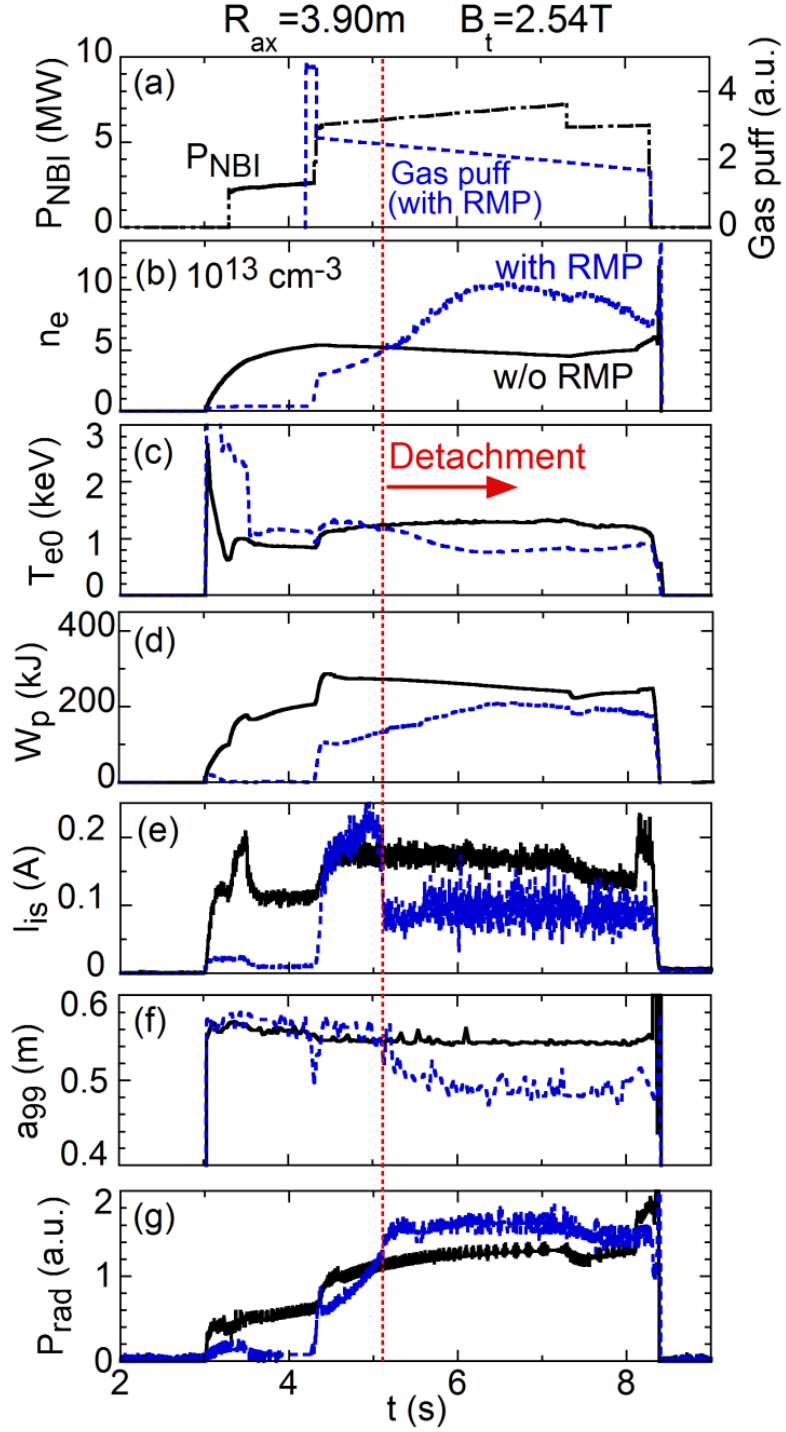 R_ax=3.90m B_t=2.54T
(a)
P_NBI (MW)
10
5
0
P_NBI
Gas puff
(with RMP)
Gas puff (a.u.)
4
2
0
(b) 10^13 cm^-3
with RMP
w/o RMP
n_e
10
5
0
(c)
Detachment
T_e0 (keV)
3
2
1
0
(d)
W_p (kJ)
400
200
0
(e)
I_is (A)
0.2
0.1
0
(f)
a_99 (m)
0.6
0.5
0.4
(g)
P_rad (a.u.)
2
1
0
2 4 6 8
t (s)